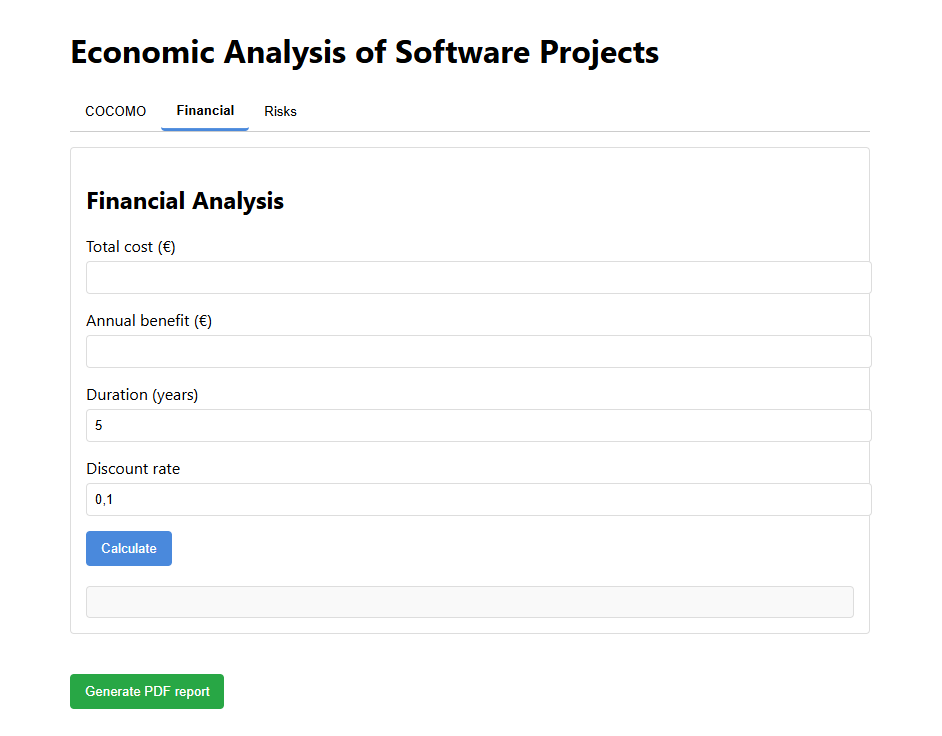 Economic Analysis of Software Projects
COCOMO Financial Risks
Financial Analysis
Total cost (€)
Annual benefit (€)
Duration (years)
5
Discount rate
0,1
Calculate
Generate PDF report